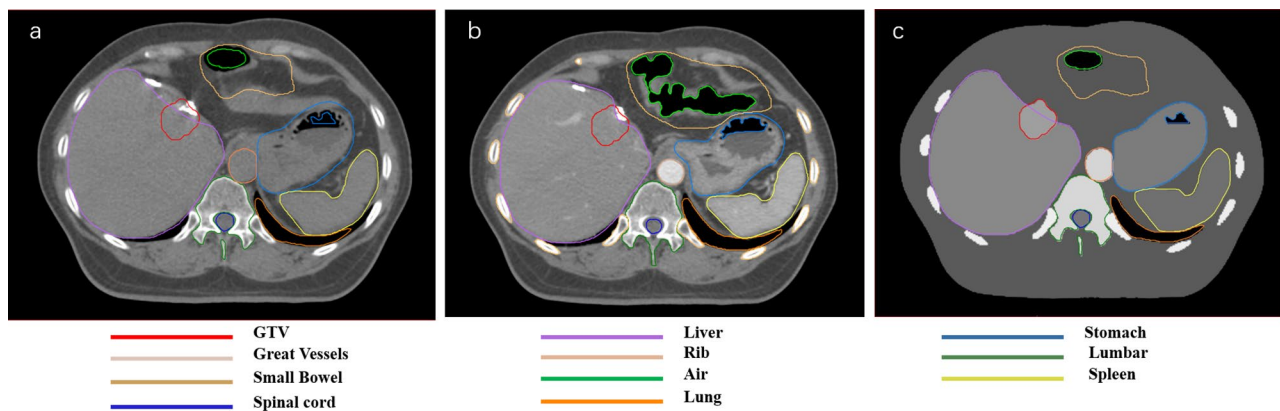 a
b
c
GTV
Great Vessels
Small Bowel
Spinal cord
Liver
Rib
Air
Lung
Stomach
Lumbar
Spleen